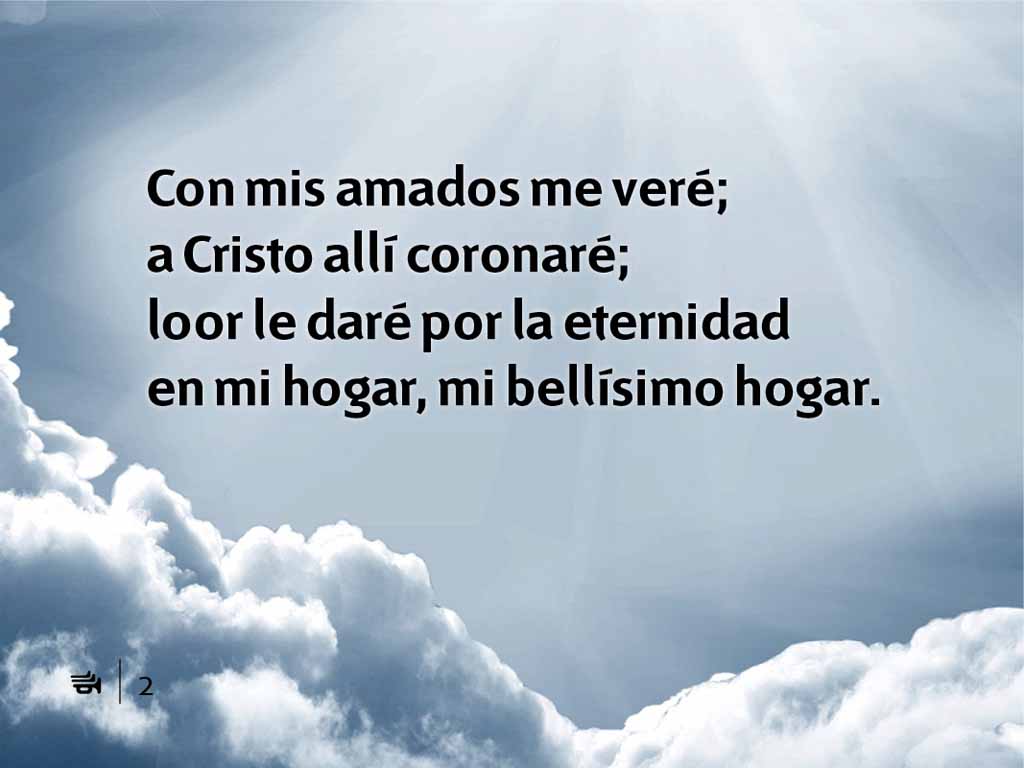 Con mis amados me veré;
a Cristo allí coronaré;
loor le daré por la eternidad
en mi hogar, mi bellísimo hogar.
2